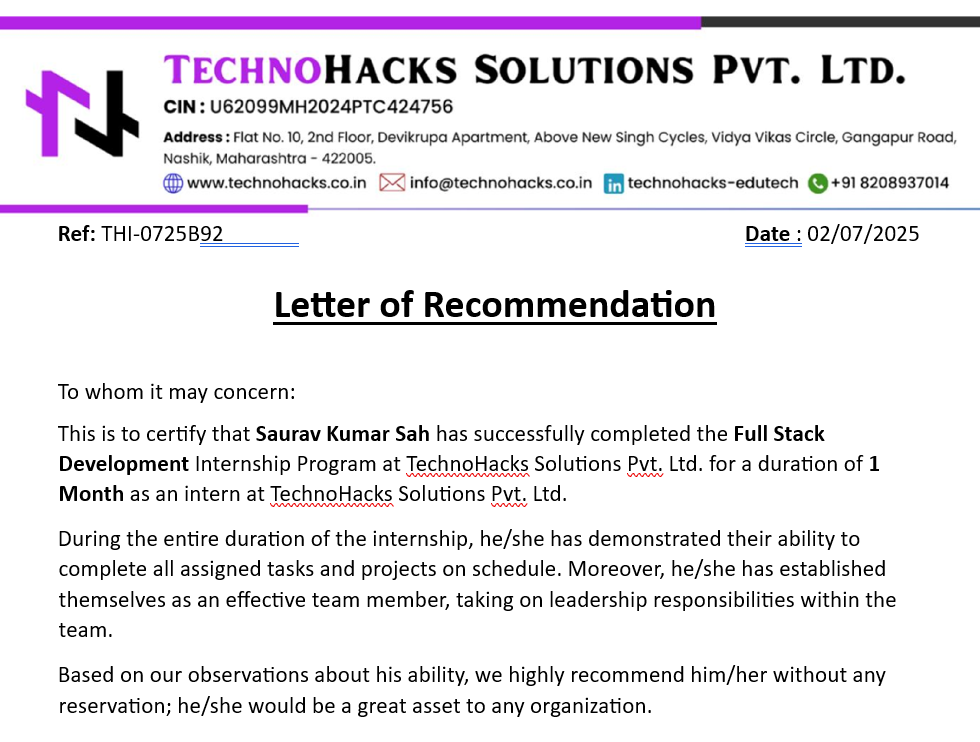 TECHNOHACKS SOLUTIONS PVT. LTD.
CIN : U62099MH2024PTC424756
Address : Flat No. 10, 2nd Floor, Devikrupa Apartment, Above New Singh Cycles, Vidya Vikas Circle, Gangapur Road,
Nashik, Maharashtra - 422005.
www.technohacks.co.in info@technohacks.co.in technohacks-edutech +91 8208937014
Ref: THI-0725B92 Date : 02/07/2025
Letter of Recommendation
To whom it may concern:
This is to certify that Saurav Kumar Sah has successfully completed the Full Stack
Development Internship Program at TechnoHacks Solutions Pvt. Ltd. for a duration of 1
Month as an intern at TechnoHacks Solutions Pvt. Ltd.
During the entire duration of the internship, he/she has demonstrated their ability to
complete all assigned tasks and projects on schedule. Moreover, he/she has established
themselves as an effective team member, taking on leadership responsibilities within the
team.
Based on our observations about his ability, we highly recommend him/her without any
reservation; he/she would be a great asset to any organization.